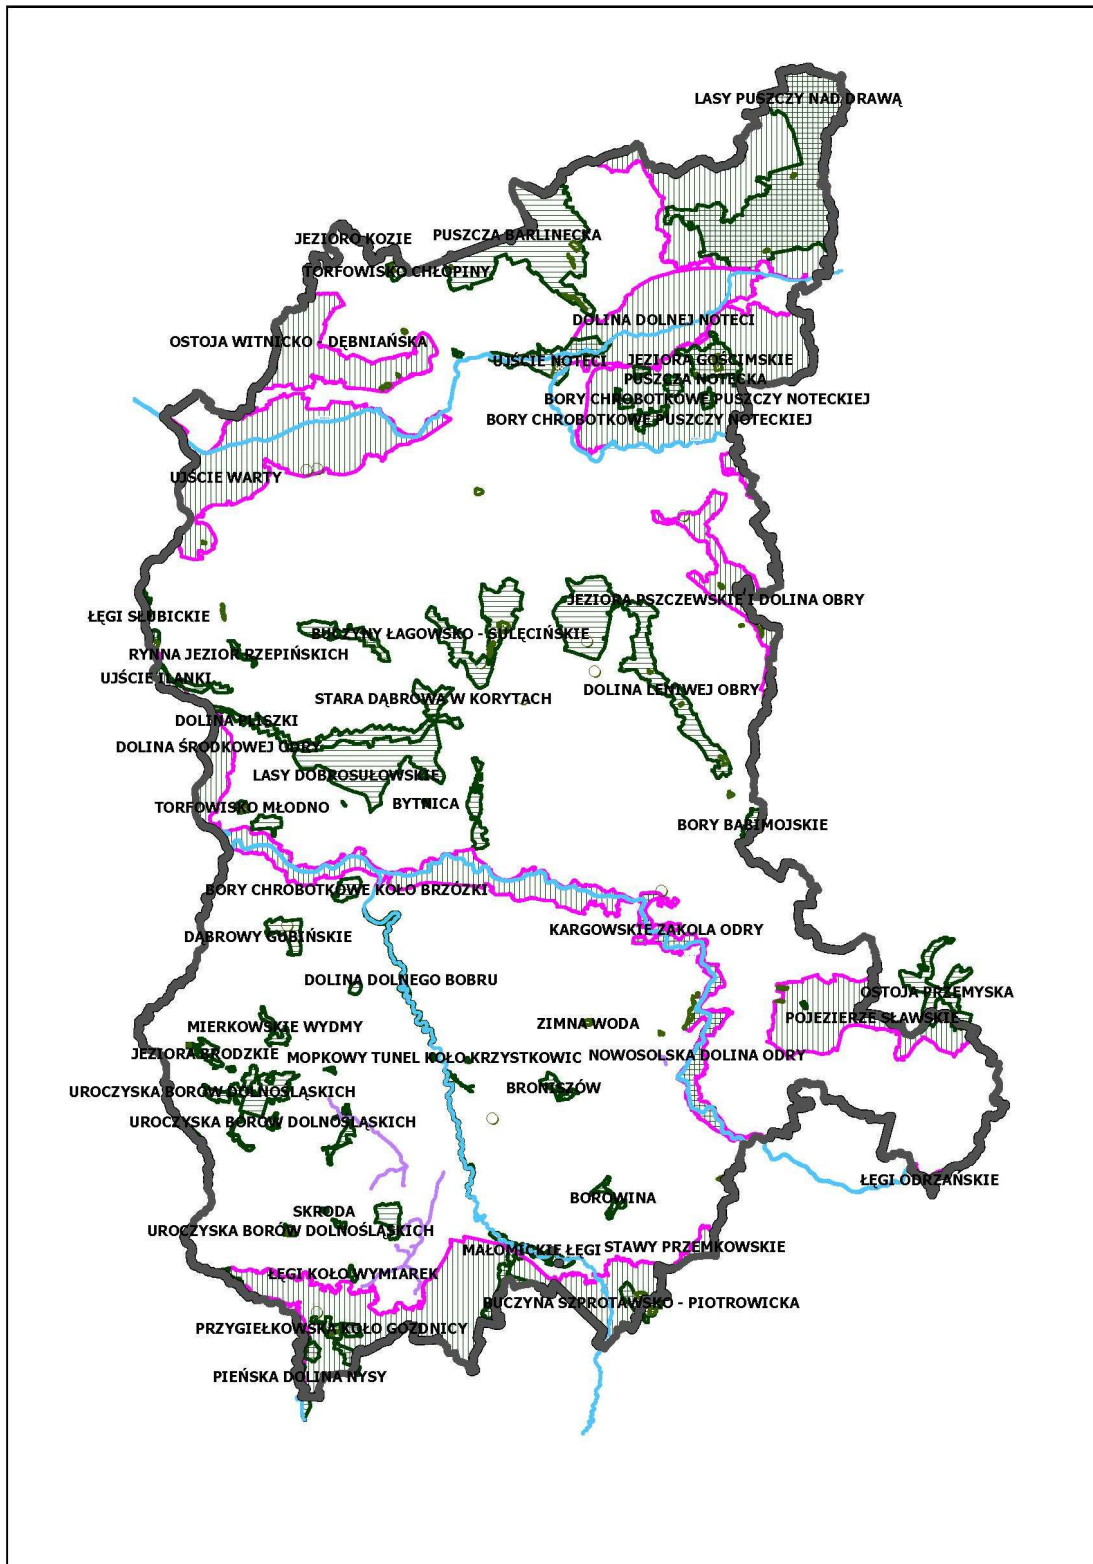 LASY PUSZCZY NAD DRAWĄ
PUSZCZA BARLINECKA
JEZIORO KOZIE
TORFOWISKO CHŁOPINY
DOLINA DOLNEJ NOTECI
OSTOJA WITNICKO - DĘBNIAŃSKA
UJŚCIE NOTECI
JEZIORA GOŚCIMSKIE
PUSZCZA NOTECKA
BORY CHROBOTKOWE PUSZCZY NOTECKIEJ
BORY CHROBOTKOWE PUSZCZY NOTECKIEJ
UJŚCIE WARTY
JEZIORA PSZCZEWSKIE I DOLINA OBRY
ŁĘGI SŁUBICKIE
BUCZYNY ŁAGOWSKO - SULĘCIŃSKIE
RYNNA JEZIOR RZEPIŃSKICH
UJŚCIE ILANKI
DOLINA LENIWEJ OBRY
STARA DĄBROWA W KORYTACH
DOLINA PLISZKI
DOLINA ŚRODKOWEJ ODRY
LASY DOBROSUŁOWSKIE
BYTNICA
TORFOWISKO MŁODNO
BORY BABIMOJSKIE
BORY CHROBOTKOWE KOŁO BRZÓZKI
KARGOWSKIE ZAKOLA ODRY
DĄBROWY GUBIŃSKIE
DOLINA DOLNEGO BOBRU
OSTOJA PRZEMYSKA
POJEZIERZE SŁAWSKIE
ZIMNA WODA
MIERKOWSKIE WYDMY
JEZIORA BRODZKIE
MOPKOWY TUNEL KOŁO KRZYSTKOWIC
NOWOSOLSKA DOLINA ODRY
BRONISZÓW
UROCZYSKA BORÓW DOLNOŚLĄSKICH
UROCZYSKA BORÓW DOLNOŚLĄSKICH
ŁĘGI ODRZAŃSKIE
BOROWINA
SKRODA
UROCZYSKA BORÓW DOLNOŚLĄSKICH
MAŁOMICKIE ŁĘGI
STAWY PRZEMKOWSKIE
ŁĘGI KOŁO WYMIAREK
BUCZYNA SZPROTAWSKO - PIOTROWICKA
PRZYGIEŁKOWSKA KOŁO GOZDNICY
PIEŃSKA DOLINA NYSY